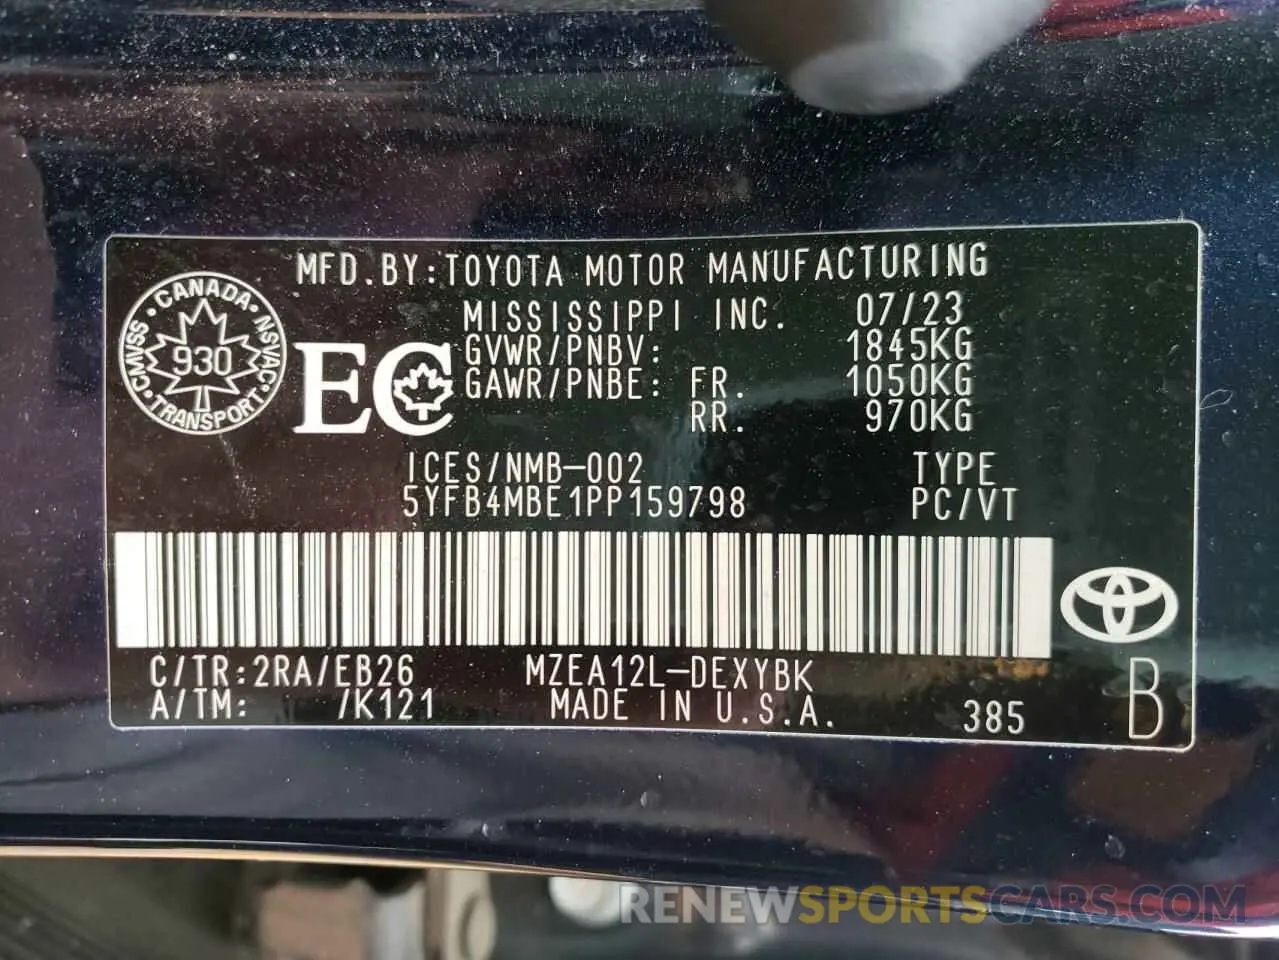 MFD.BY:TOYOTA MOTOR MANUFACTURING
MISSISSIPPI INC. 07/23
GVWR/PNBV: 1845KG
GAWR/PNBE: FR. 1050KG
RR. 970KG
CANADA
CMVSS NSVAC
930
TRANSPORT
EC
ICES/NMB-002 TYPE
5YFB4MBE1PP159798 PC/VT
C/TR:2RA/EB26 MZEA12L-DEXYBK
A/TM: /K121 MADE IN U.S.A. 385 B
RENEWSPORTSCARS.COM